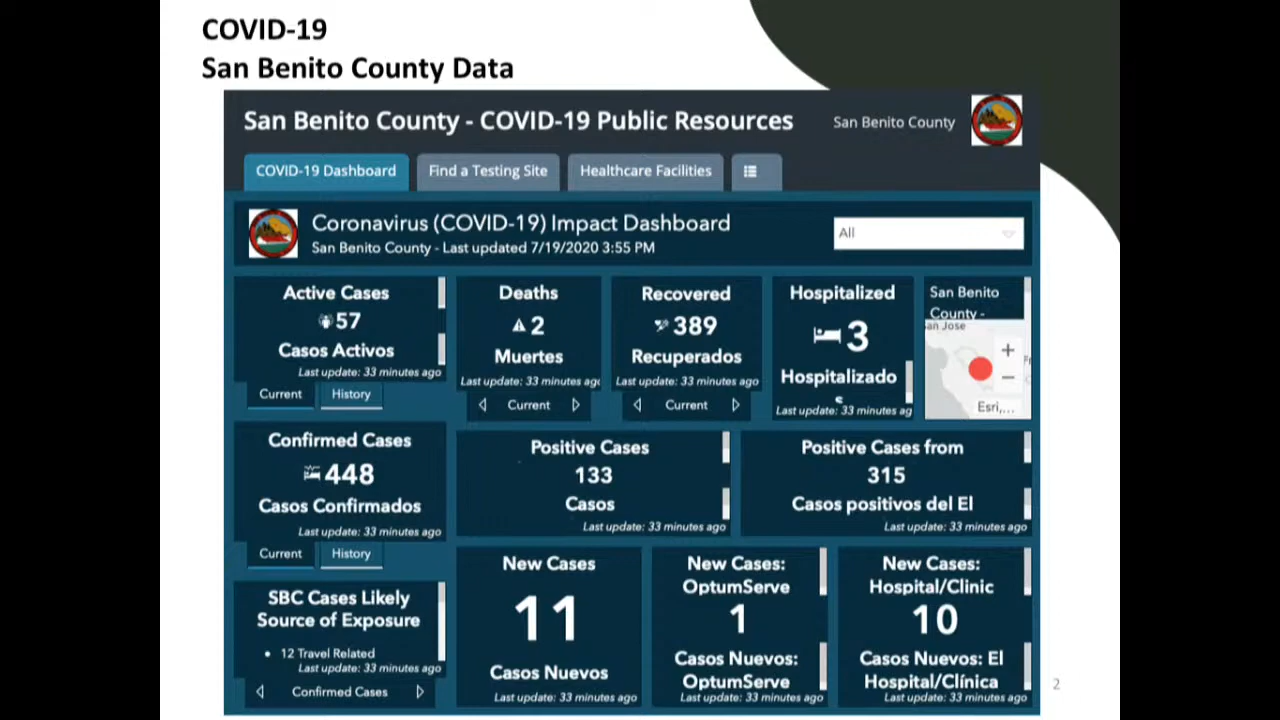 COVID-19
San Benito County Data
San Benito County - COVID-19 Public Resources
San Benito County
COVID-19 Dashboard
Find a Testing Site
Healthcare Facilities
Coronavirus (COVID-19) Impact Dashboard
San Benito County - Last updated 7/19/2020 3:55 PM
All
Active Cases
57
Casos Activos
Last update: 33 minutes ago
Current
History
Deaths
2
Muertes
Last update: 33 minutes ago
Current
Recovered
389
Recuperados
Last update: 33 minutes ago
Current
Hospitalized
3
Hospitalizado
Last update: 33 minutes ag
San Benito
County -
an Jose
+
−
Esri,...
Confirmed Cases
448
Casos Confirmados
Last update: 33 minutes ago
Current
History
Positive Cases
133
Casos
Last update: 33 minutes ago
Positive Cases from
315
Casos positivos del El
Last update: 33 minutes ago
SBC Cases Likely
Source of Exposure
• 12 Travel Related
Last update: 33 minutes ago
Confirmed Cases
New Cases
11
Casos Nuevos
Last update: 33 minutes ago
New Cases:
OptumServe
1
Casos Nuevos:
OptumServe
Last update: 33 minutes ago
New Cases:
Hospital/Clinic
10
Casos Nuevos: El
Hospital/Clínica
Last update: 33 minutes ago
2